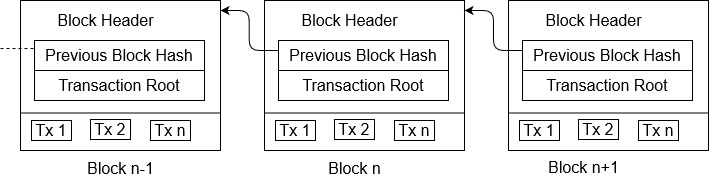 Block Header
Previous Block Hash
Transaction Root
Tx 1 Tx 2 Tx n
Block n-1
Block Header
Previous Block Hash
Transaction Root
Tx 1 Tx 2 Tx n
Block n
Block Header
Previous Block Hash
Transaction Root
Tx 1 Tx 2 Tx n
Block n+1